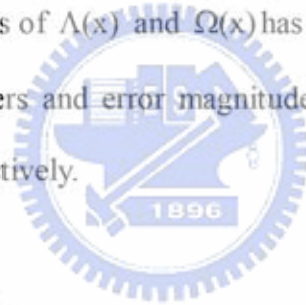 s of Λ(x) and Ω(x) has
ers and error magnitude
tively.
1896